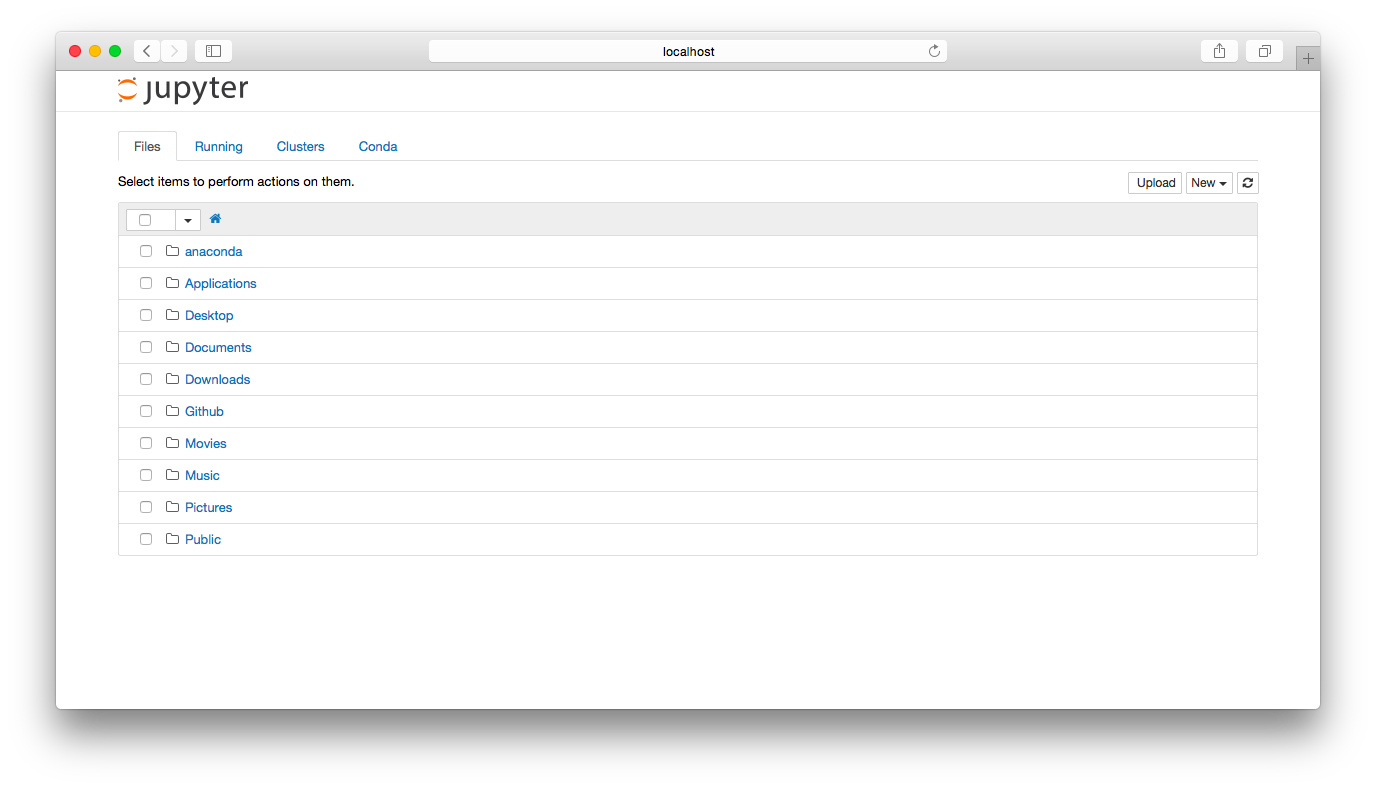 localhost
jupyter
Files Running Clusters Conda
Select items to perform actions on them.
Upload New
anaconda
Applications
Desktop
Documents
Downloads
Github
Movies
Music
Pictures
Public